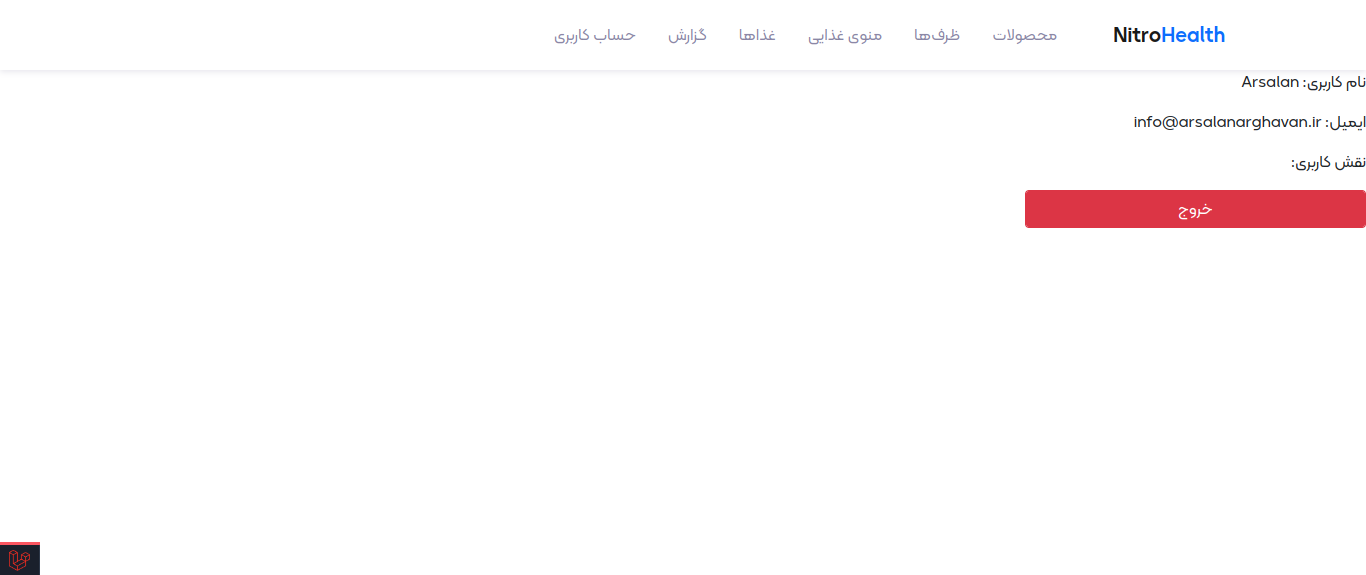 NitroHealth محصولات ظرف‌ها منوی غذایی غذاها گزارش حساب کاربری
نام کاربری: Arsalan
ایمیل: info@arsalanarghavan.ir
نقش کاربری:
خروج